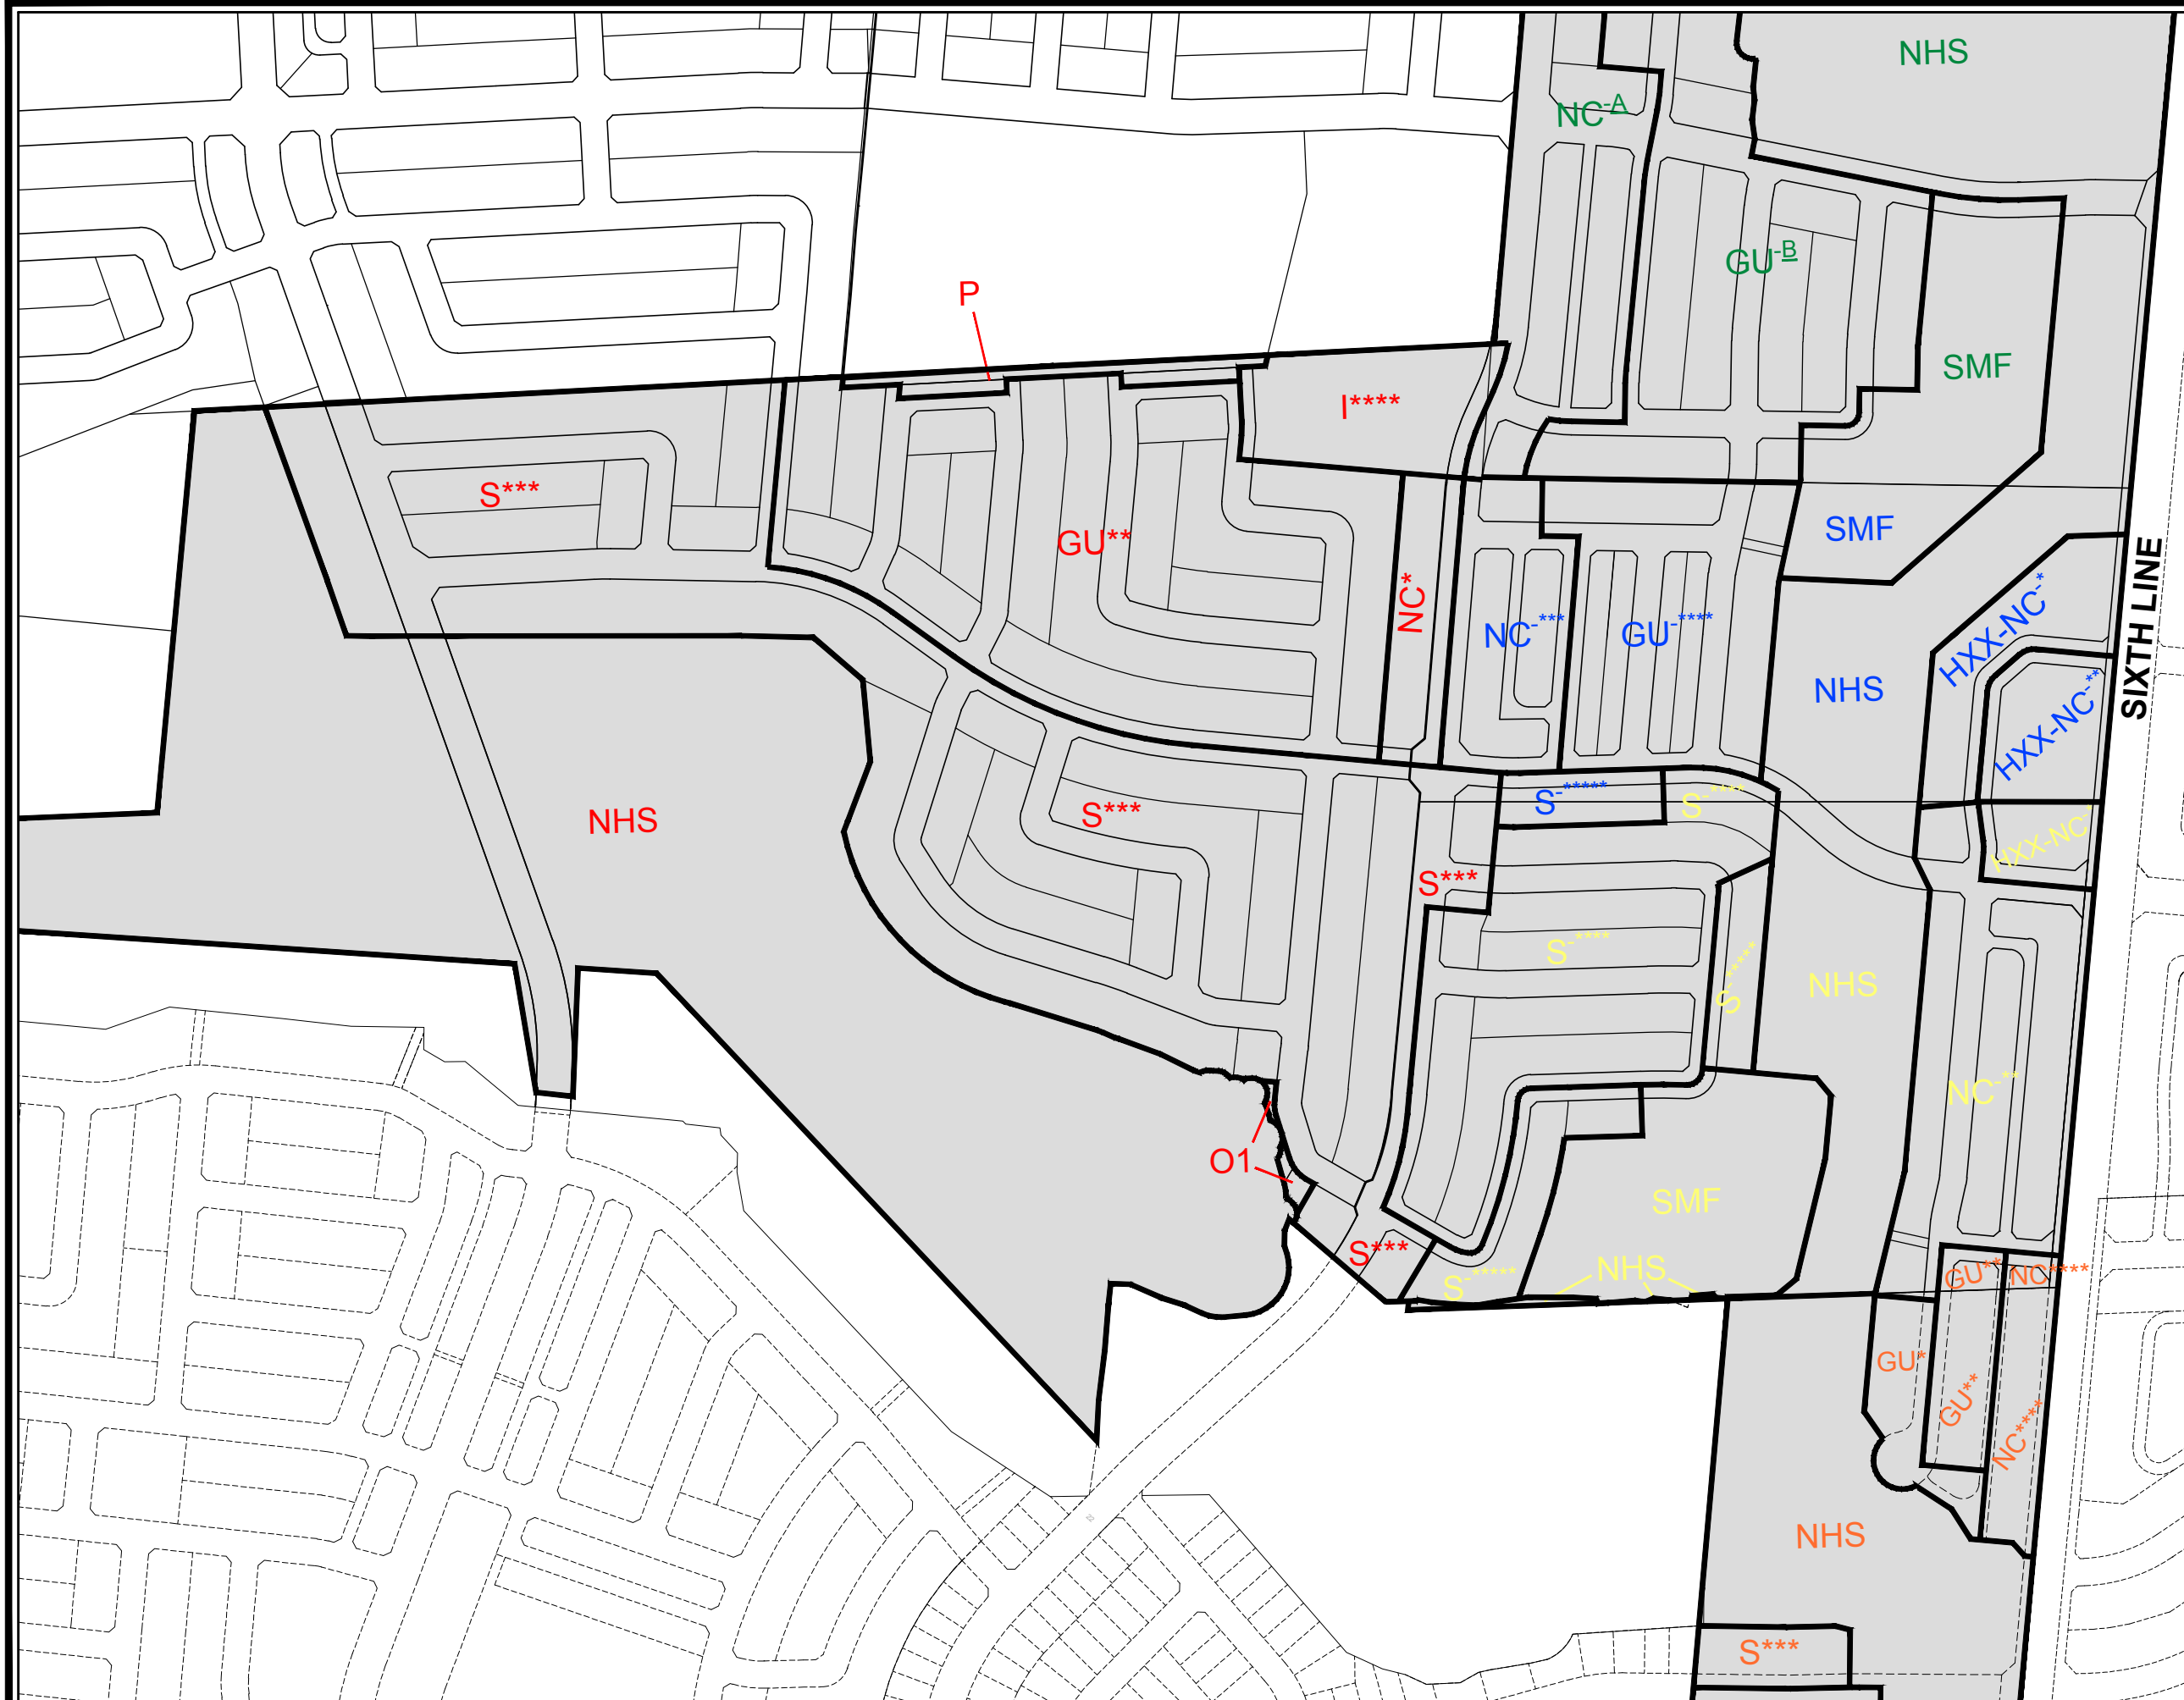 NHS
NC-A
GU-B
P
SMF
I****
S***
SMF
GU**
NC*
NC-***
GU-****
HXX-NC-*
SIXTH LINE
NHS
HXX-NC-**
S-*****
S-****
NHS
S***
HXX-NC-*
S***
S-****
S-*****
NHS
NC-**
O1
SMF
S***
NHS
S-*****
GU**
NC****
GU*
GU**
NC****
NHS
S***